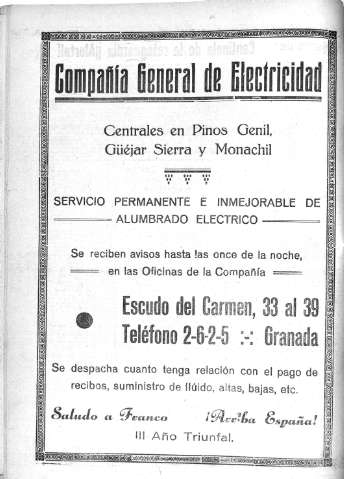 Compañía General de Electricidad
Centrales en Pinos Genil,
Güéjar Sierra y Monachil
SERVICIO PERMANENTE E INMEJORABLE DE
ALUMBRADO ELECTRICO
Se reciben avisos hasta las once de la noche,
en las Oficinas de la Compañía
Escudo del Carmen, 33 al 39
Teléfono 2-6-2-5 :-: Granada
Se despacha cuanto tenga relación con el pago de
recibos, suministro de flúido, altas, bajas, etc.
Saludo a Franco ¡Arriba España!
III Año Triunfal.